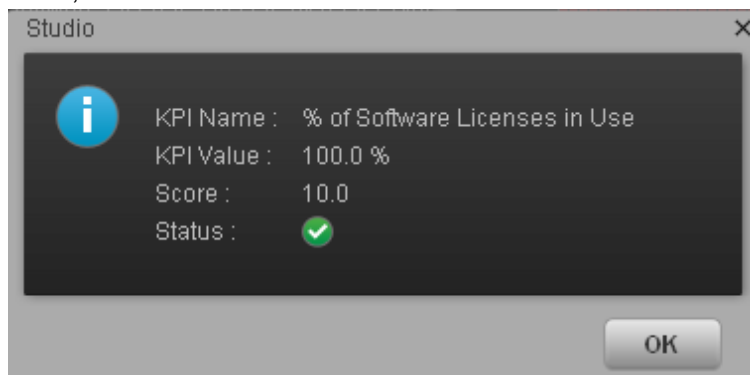 Studio
KPI Name : % of Software Licenses in Use
KPI Value : 100.0 %
Score : 10.0
Status :
OK